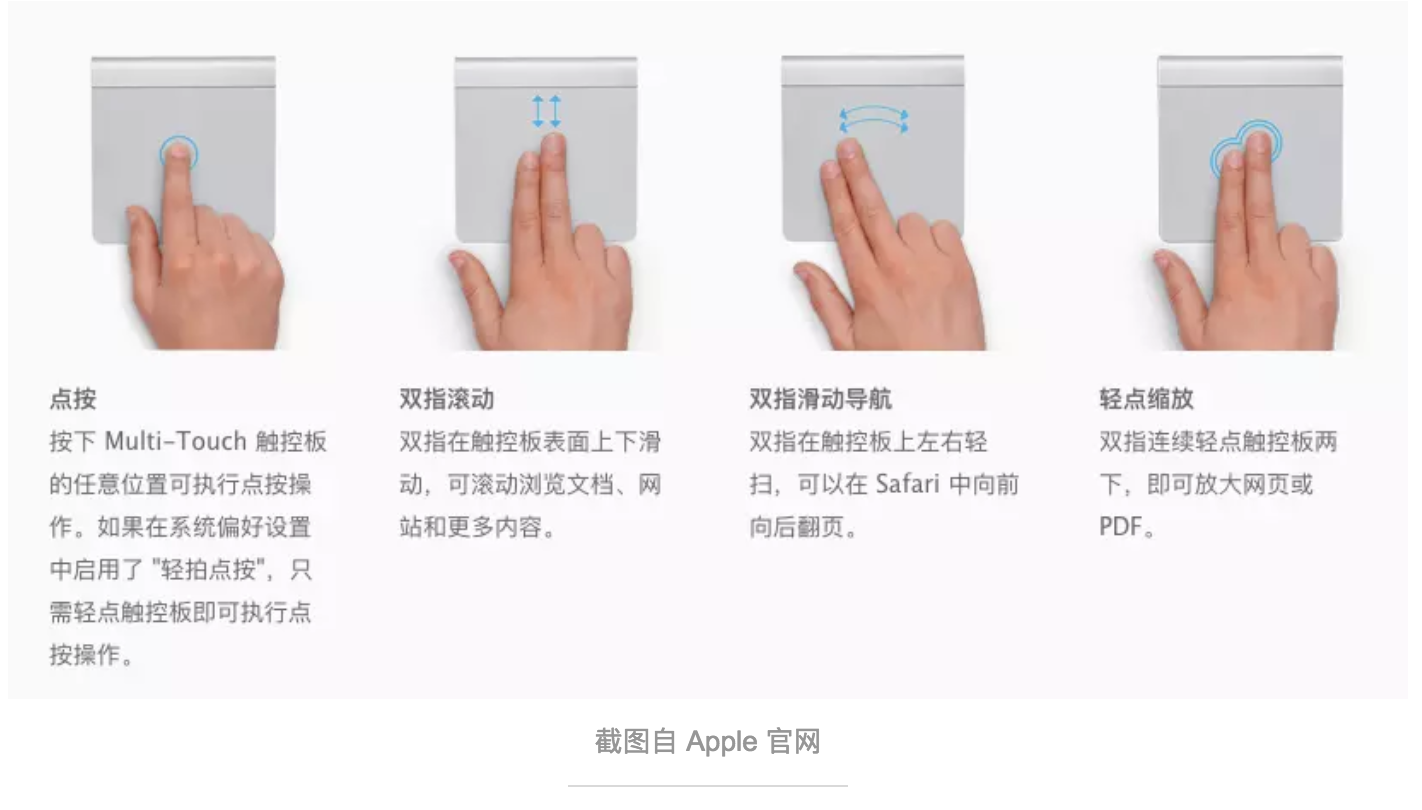 点按
按下 Multi-Touch 触控板
的任意位置可执行点按操
作。如果在系统偏好设置
中启用了 "轻拍点按"，只
需轻点触控板即可执行点
按操作。
双指滚动
双指在触控板表面上下滑
动，可滚动浏览文档、网
站和更多内容。
双指滑动导航
双指在触控板上左右轻
扫，可以在 Safari 中向前
向后翻页。
轻点缩放
双指连续轻点触控板两
下，即可放大网页或
PDF。
截图自 Apple 官网